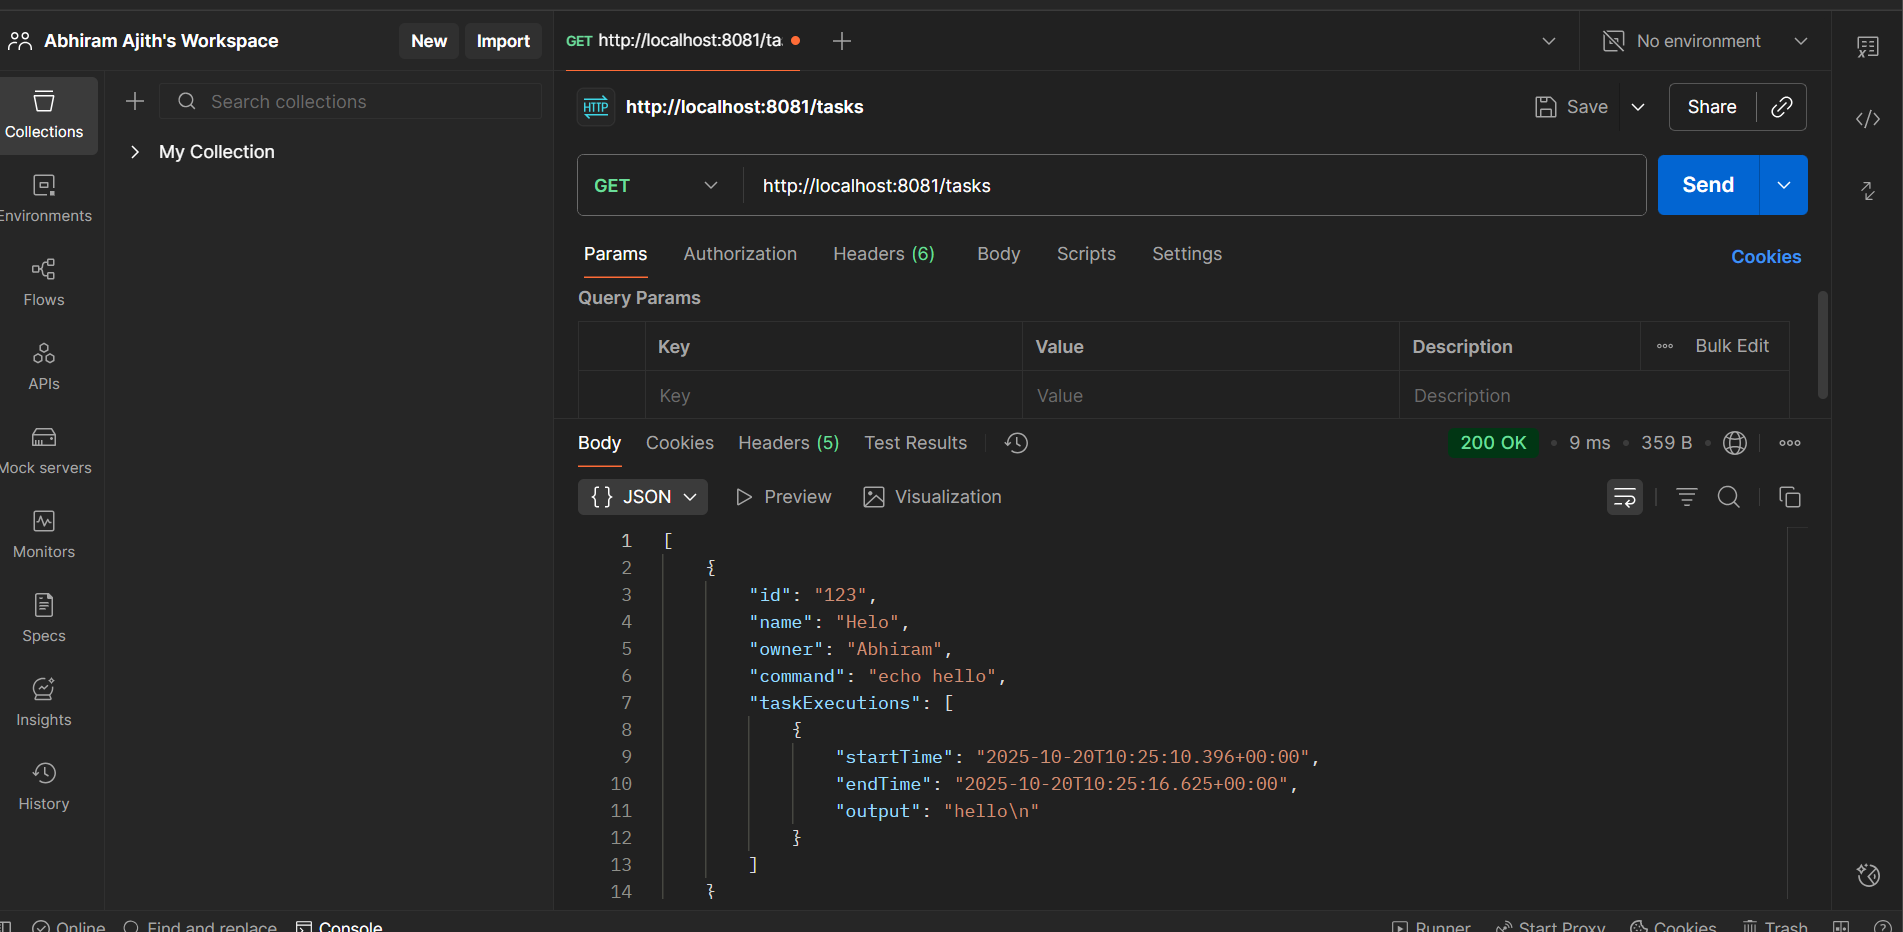 Abhiram Ajith's Workspace
New
Import
GET http://localhost:8081/ta
No environment
Collections
Search collections
My Collection
Environments
Flows
APIs
Mock servers
Monitors
Specs
Insights
History
HTTP http://localhost:8081/tasks
Save
Share
GET
http://localhost:8081/tasks
Send
Params Authorization Headers (6) Body Scripts Settings
Cookies
Query Params
Key Value Description Bulk Edit
Key Value Description
Body Cookies Headers (5) Test Results
200 OK 9 ms 359 B
{} JSON Preview Visualization
1 [
2 {
3 "id": "123",
4 "name": "Helo",
5 "owner": "Abhiram",
6 "command": "echo hello",
7 "taskExecutions": [
8 {
9 "startTime": "2025-10-20T10:25:10.396+00:00",
10 "endTime": "2025-10-20T10:25:16.625+00:00",
11 "output": "hello\n"
12 }
13 ]
14 }
Online Find and replace Console
Runner Start Proxy Cookies Trash